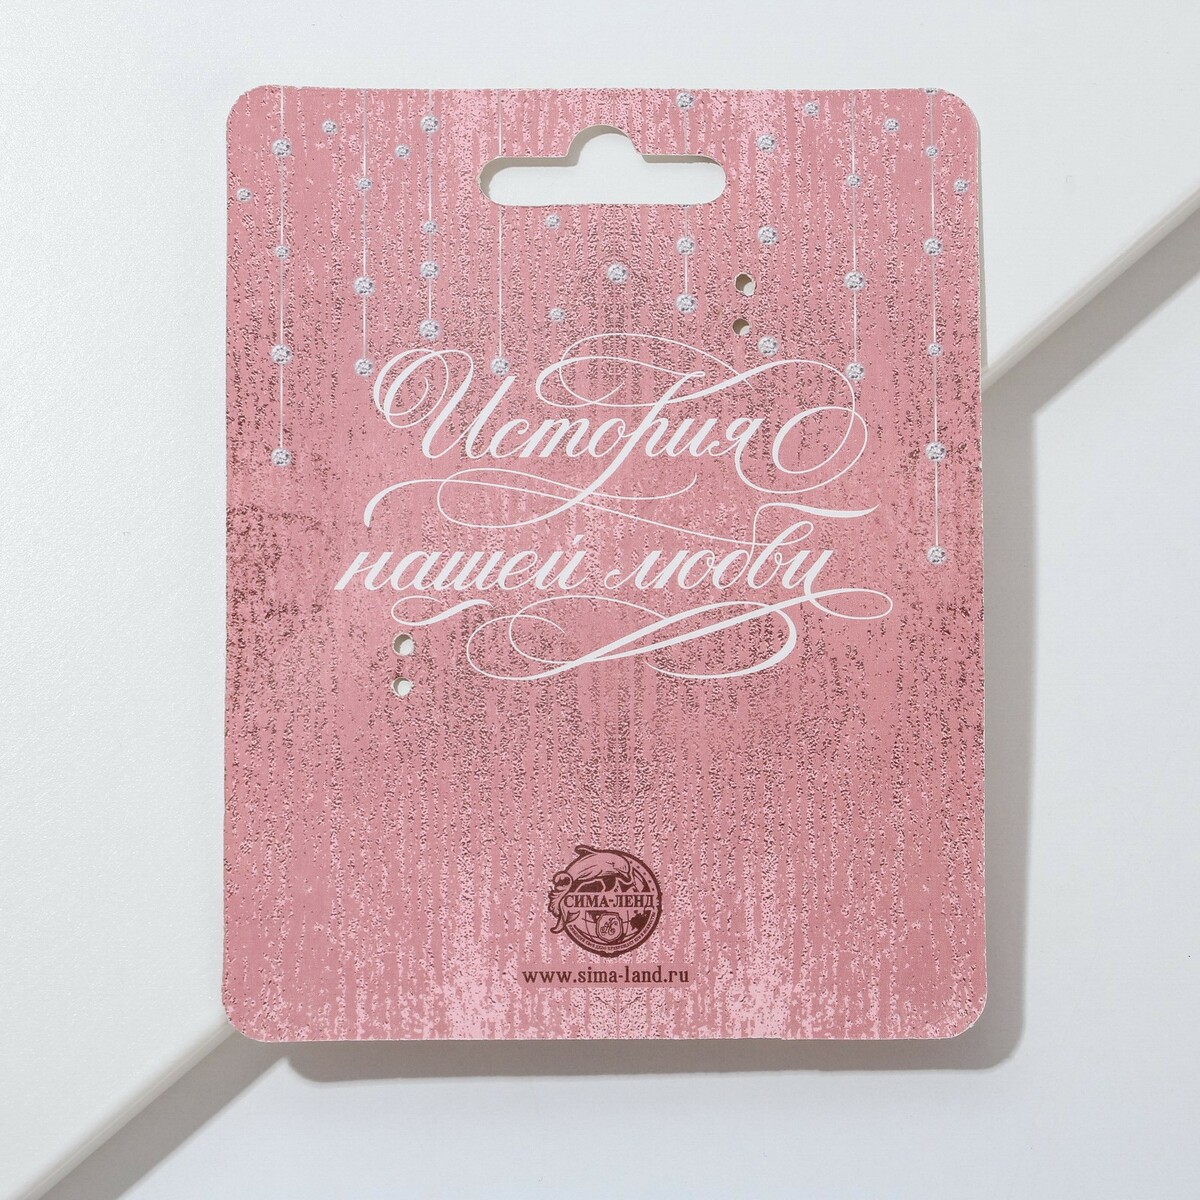 История
нашей любви
СИМА-ЛЕНД
www.sima-land.ru